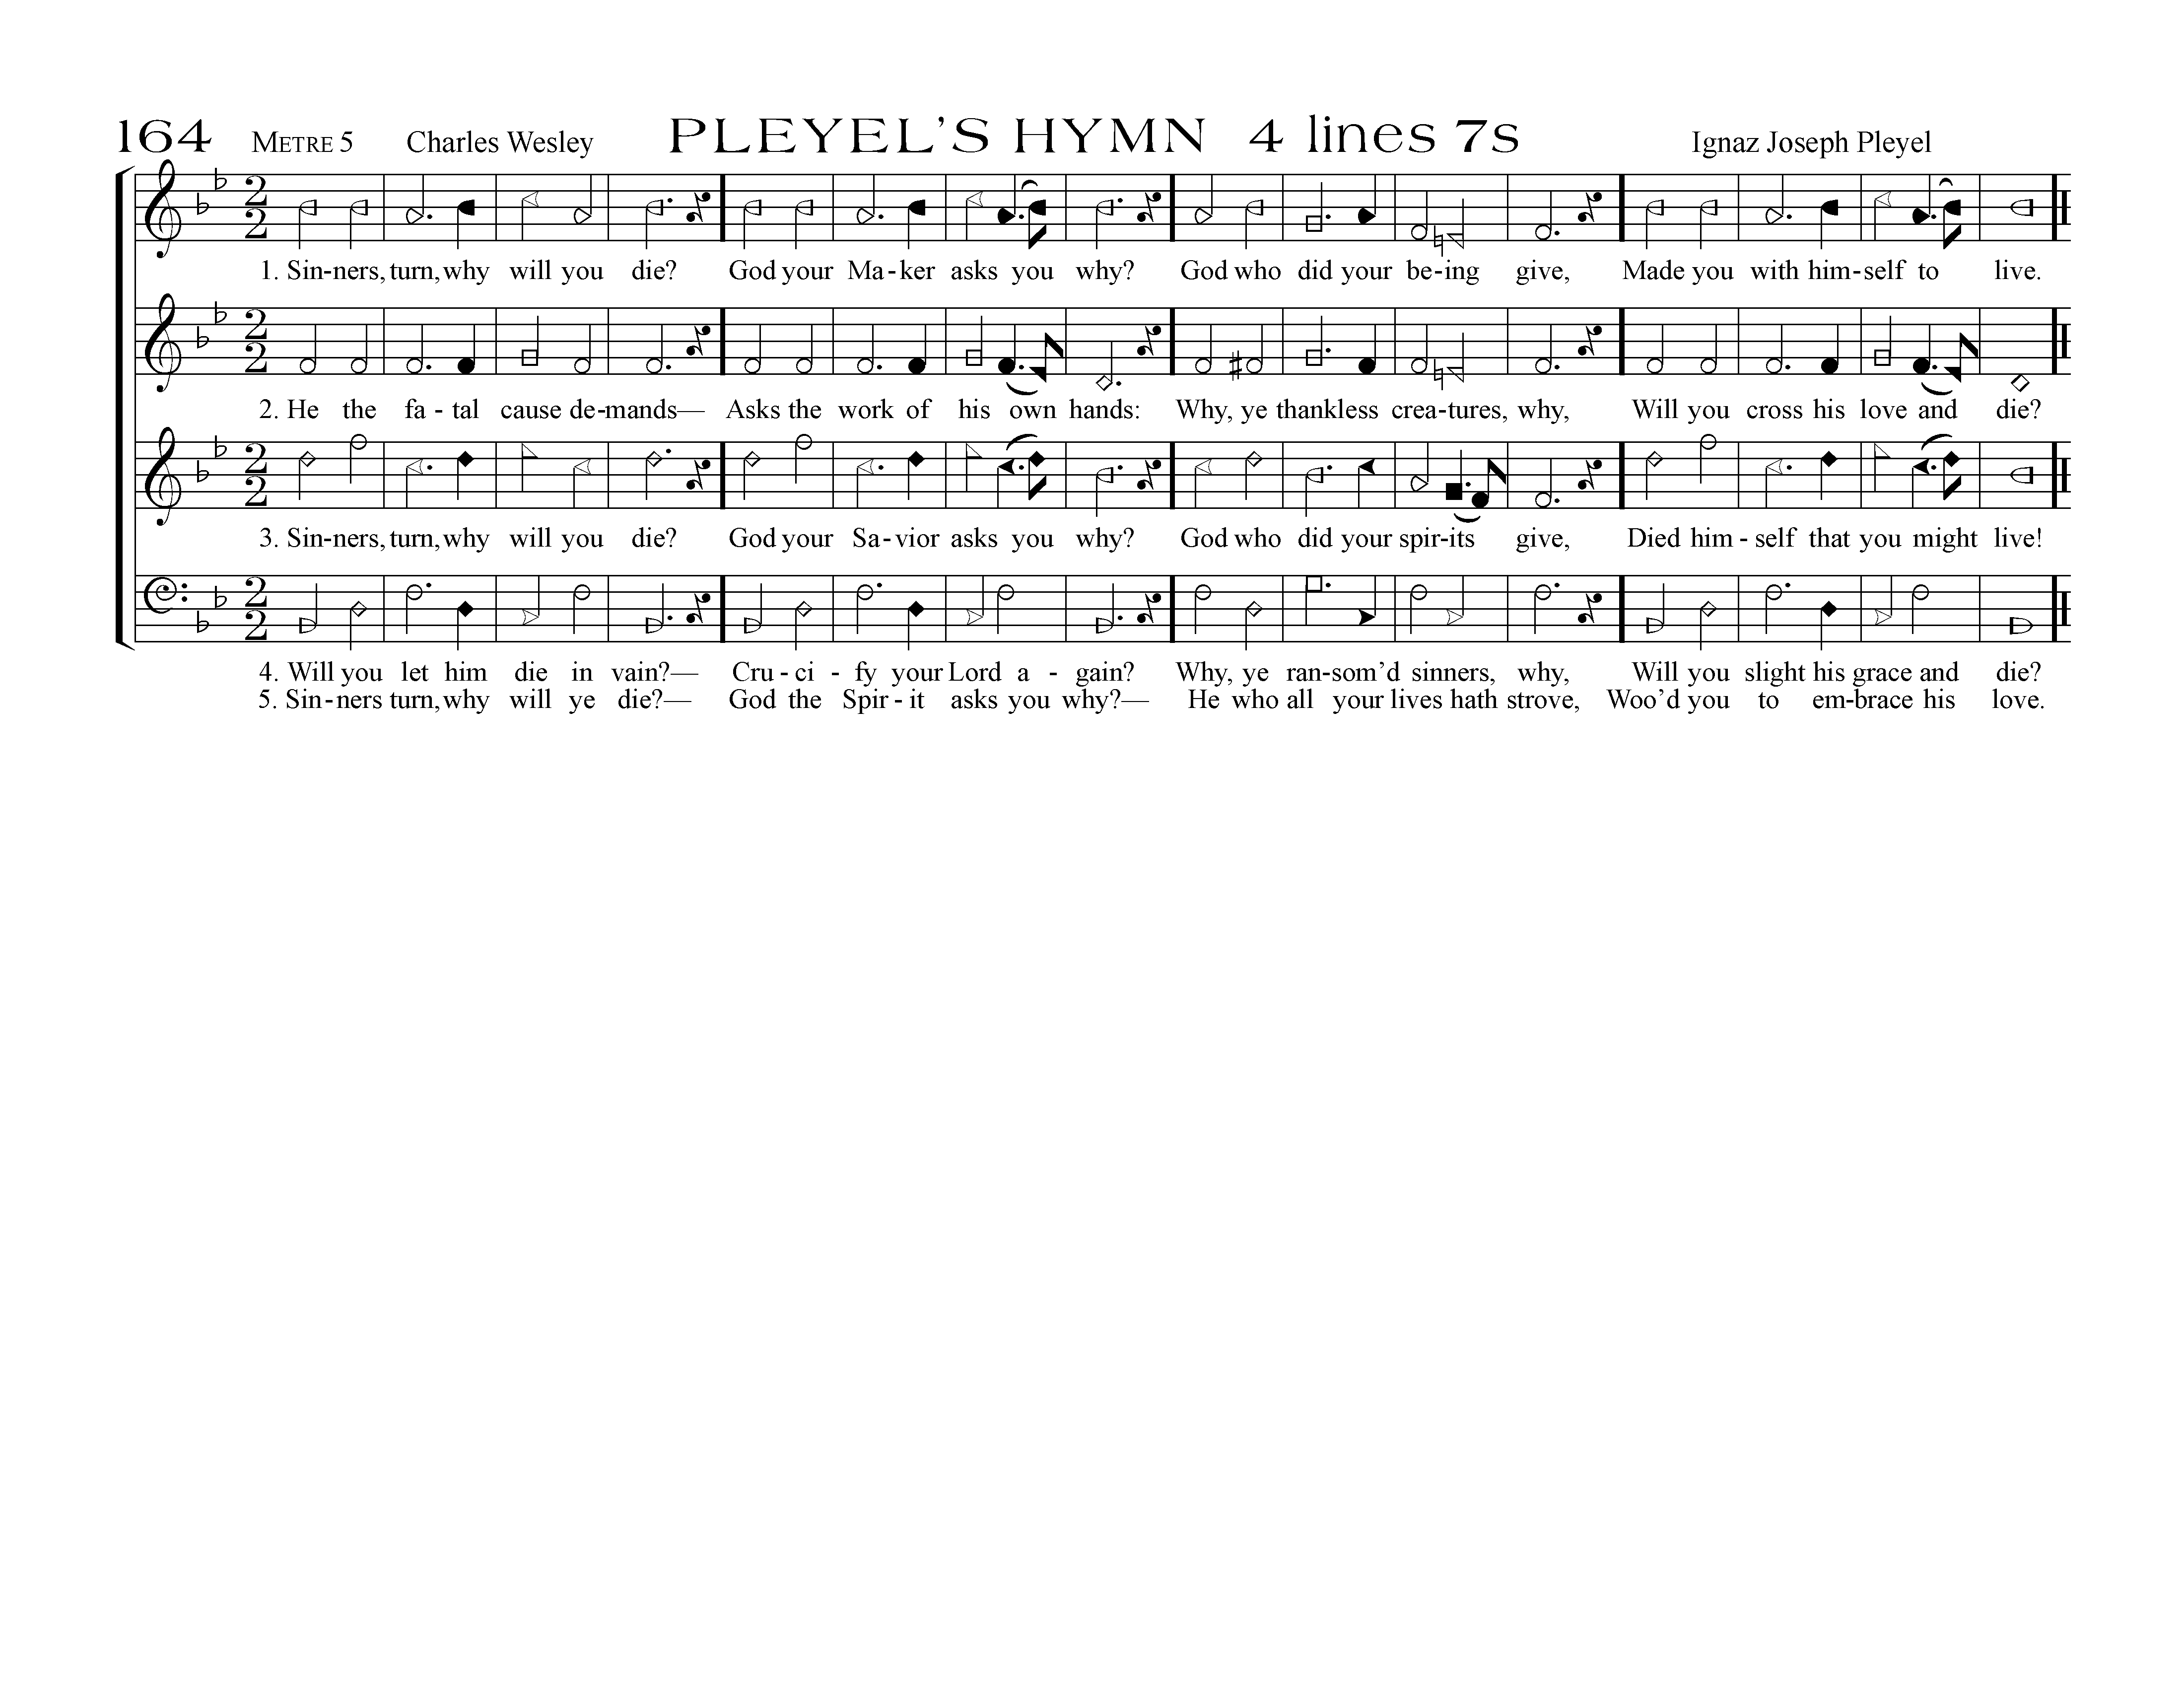 164 METRE 5 Charles Wesley PLEYEL'S HYMN 4 lines 7s Ignaz Joseph Pleyel
2 2
1. Sin-ners, turn, why will you die? God your Ma-ker asks you why? God who did your be-ing give, Made you with him-self to live.
2 2
2. He the fa-tal cause de-mands— Asks the work of his own hands: Why, ye thankless crea-tures, why, Will you cross his love and die?
2 2
3. Sin-ners, turn, why will you die? God your Sa-vior asks you why? God who did your spir-its give, Died him-self that you might live!
2 2
4. Will you let him die in vain?— Cru-ci-fy your Lord a-gain? Why, ye ran-som'd sinners, why, Will you slight his grace and die?
5. Sin-ners turn, why will ye die?— God the Spir-it asks you why?— He who all your lives hath strove, Woo'd you to em-brace his love.